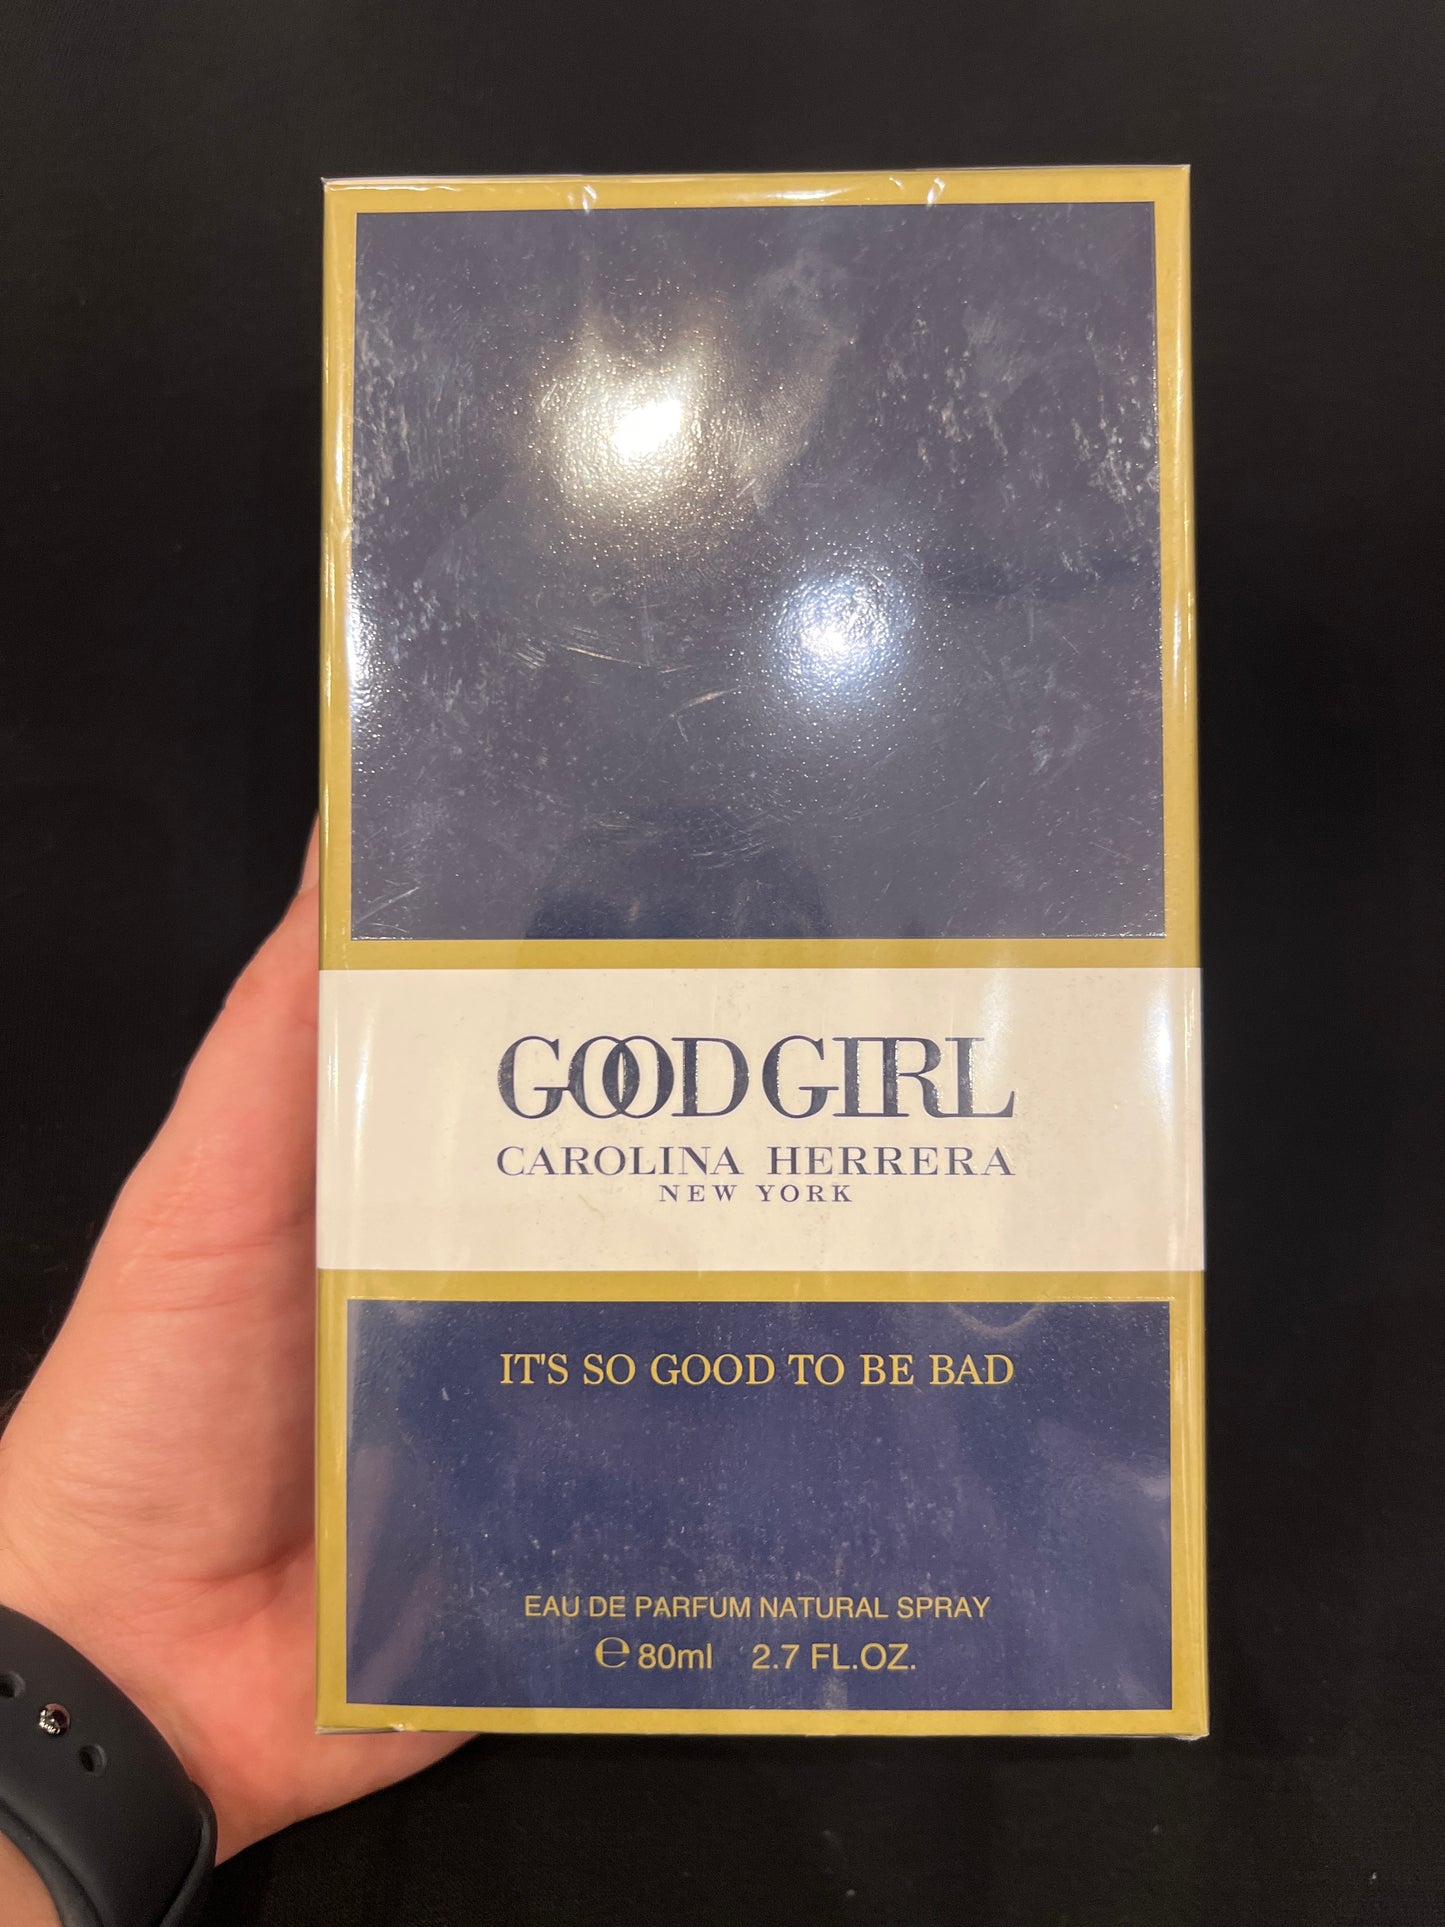 GOOD GIRL
CAROLINA HERRERA
NEW YORK
IT'S SO GOOD TO BE BAD
EAU DE PARFUM NATURAL SPRAY
℮ 80ml 2.7 FL.OZ.